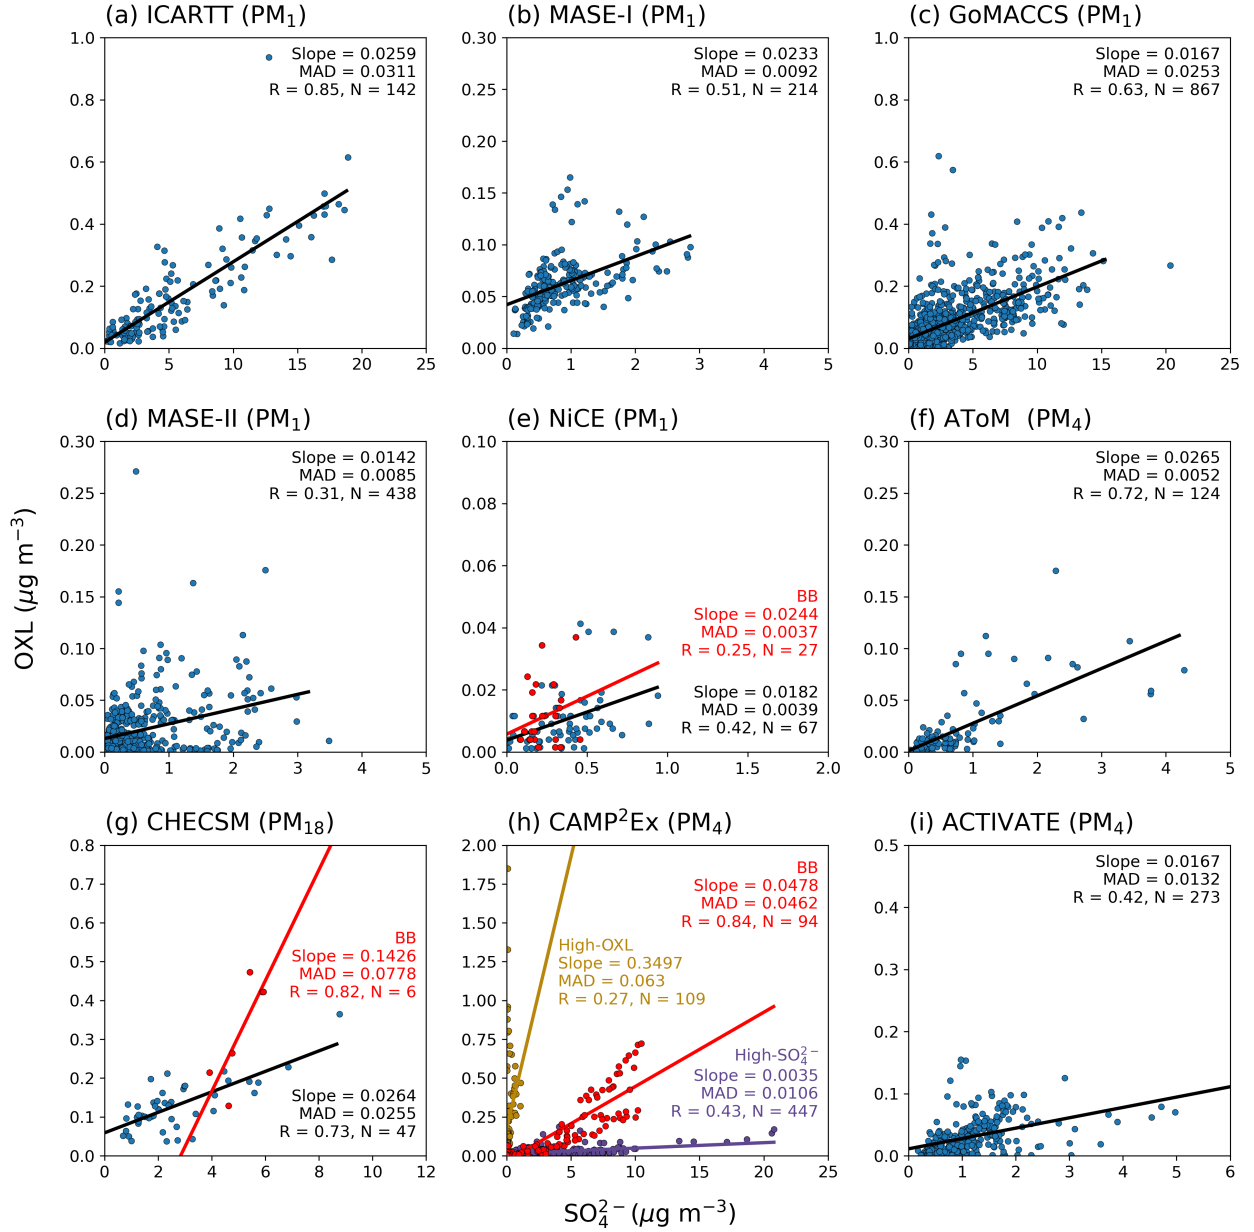 (a) ICARTT (PM₁)
Slope = 0.0259
MAD = 0.0311
R = 0.85, N = 142
1.0
0.8
0.6
0.4
0.2
0.0
0 5 10 15 20 25
(b) MASE-I (PM₁)
Slope = 0.0233
MAD = 0.0092
R = 0.51, N = 214
0.30
0.25
0.20
0.15
0.10
0.05
0.00
0 1 2 3 4 5
(c) GoMACCS (PM₁)
Slope = 0.0167
MAD = 0.0253
R = 0.63, N = 867
1.0
0.8
0.6
0.4
0.2
0.0
0 5 10 15 20 25
(d) MASE-II (PM₁)
Slope = 0.0142
MAD = 0.0085
R = 0.31, N = 438
0.30
0.25
0.20
0.15
0.10
0.05
0.00
0 1 2 3 4 5
(e) NiCE (PM₁)
BB
Slope = 0.0244
MAD = 0.0037
R = 0.25, N = 27
Slope = 0.0182
MAD = 0.0039
R = 0.42, N = 67
0.10
0.08
0.06
0.04
0.02
0.00
0.0 0.5 1.0 1.5 2.0
(f) AToM (PM₄)
Slope = 0.0265
MAD = 0.0052
R = 0.72, N = 124
0.30
0.25
0.20
0.15
0.10
0.05
0.00
0 1 2 3 4 5
OXL (μg m⁻³)
(g) CHECSM (PM₁₈)
BB
Slope = 0.1426
MAD = 0.0778
R = 0.82, N = 6
Slope = 0.0264
MAD = 0.0255
R = 0.73, N = 47
0.8
0.7
0.6
0.5
0.4
0.3
0.2
0.1
0.0
0 2 4 6 8 10 12
(h) CAMP²Ex (PM₄)
BB
Slope = 0.0478
MAD = 0.0462
R = 0.84, N = 94
High-OXL
Slope = 0.3497
MAD = 0.063
R = 0.27, N = 109
High-SO₄²⁻
Slope = 0.0035
MAD = 0.0106
R = 0.43, N = 447
2.00
1.75
1.50
1.25
1.00
0.75
0.50
0.25
0.00
0 5 10 15 20 25
(i) ACTIVATE (PM₄)
Slope = 0.0167
MAD = 0.0132
R = 0.42, N = 273
0.5
0.4
0.3
0.2
0.1
0.0
0 1 2 3 4 5 6
SO₄²⁻ (μg m⁻³)